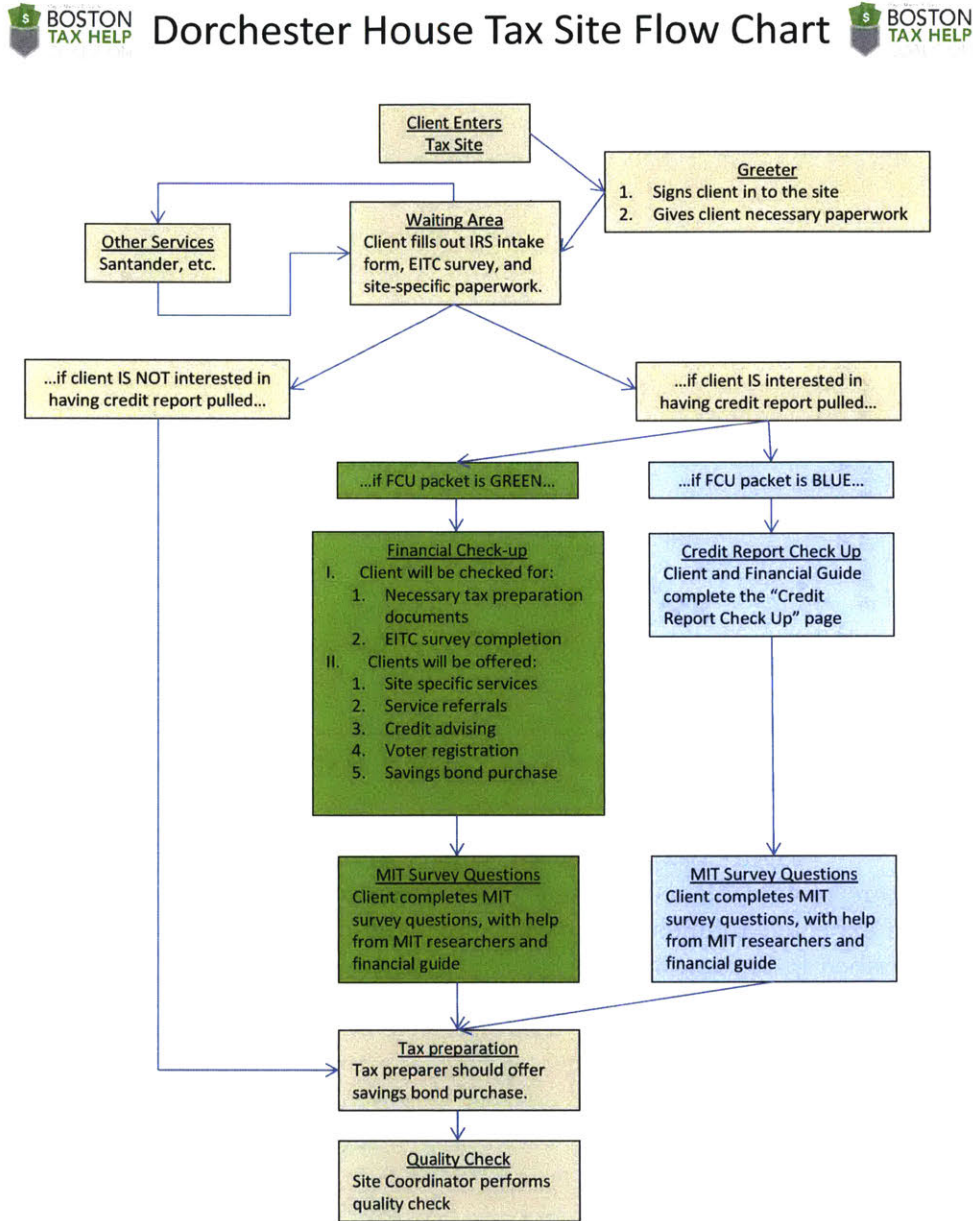 BOSTON
TAX HELP
Dorchester House Tax Site Flow Chart
BOSTON
TAX HELP
Client Enters
Tax Site
Greeter
1. Signs client in to the site
2. Gives client necessary paperwork
Waiting Area
Client fills out IRS intake
form, EITC survey, and
site-specific paperwork.
Other Services
Santander, etc.
...if client IS NOT interested in
having credit report pulled...
...if client IS interested in
having credit report pulled...
...if FCU packet is GREEN...
...if FCU packet is BLUE...
Financial Check-up
I. Client will be checked for:
1. Necessary tax preparation
documents
2. EITC survey completion
II. Clients will be offered:
1. Site specific services
2. Service referrals
3. Credit advising
4. Voter registration
5. Savings bond purchase
Credit Report Check Up
Client and Financial Guide
complete the “Credit
Report Check Up” page
MIT Survey Questions
Client completes MIT
survey questions, with help
from MIT researchers and
financial guide
MIT Survey Questions
Client completes MIT
survey questions, with help
from MIT researchers and
financial guide
Tax preparation
Tax preparer should offer
savings bond purchase.
Quality Check
Site Coordinator performs
quality check